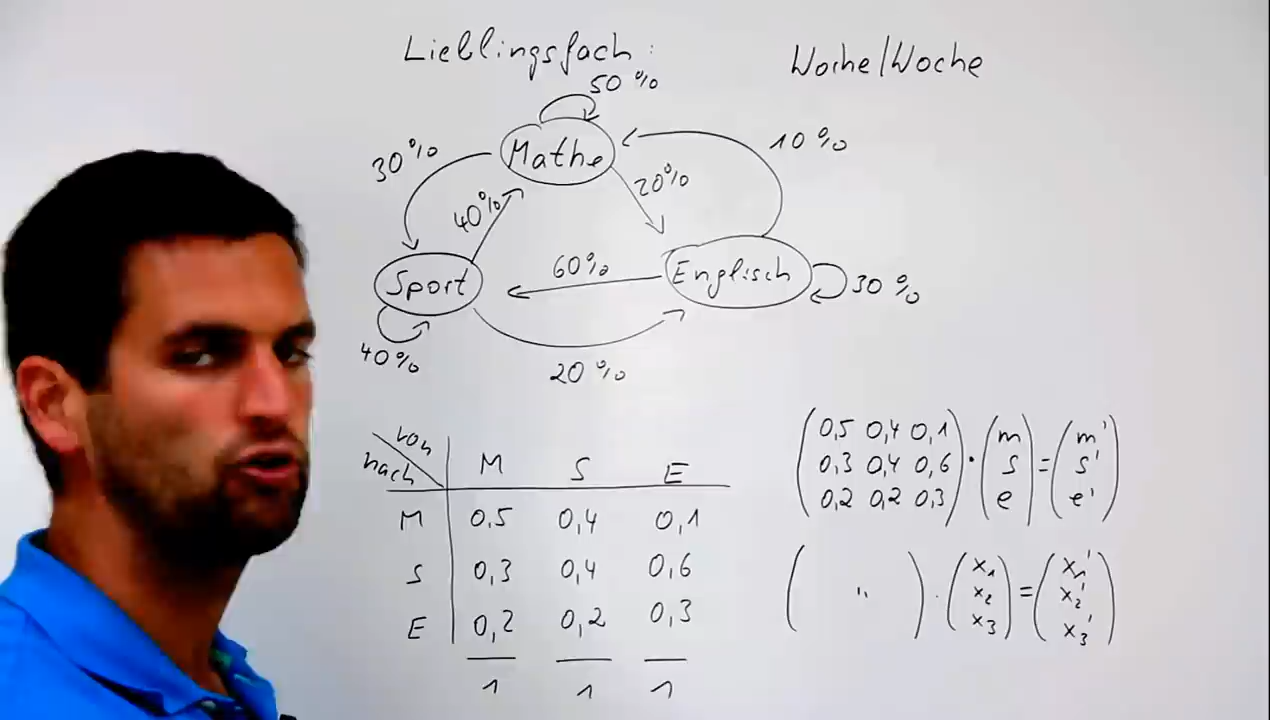 Lieblingsfach: Woche/Woche
50 %
Mathe
30 %
40 %
20 %
10 %
Sport
60 %
Englisch
30 %
40 %
20 %
von
nach M S E
M 0,5 0,4 0,1
S 0,3 0,4 0,6
E 0,2 0,2 0,3
1 1 1
(0,5 0,4 0,1) (m) (m')
(0,3 0,4 0,6) · (s) = (s')
(0,2 0,2 0,3) (e) (e')
( ) (x₁) (x₁')
( " ) · (x₂) = (x₂')
( ) (x₃) (x₃')